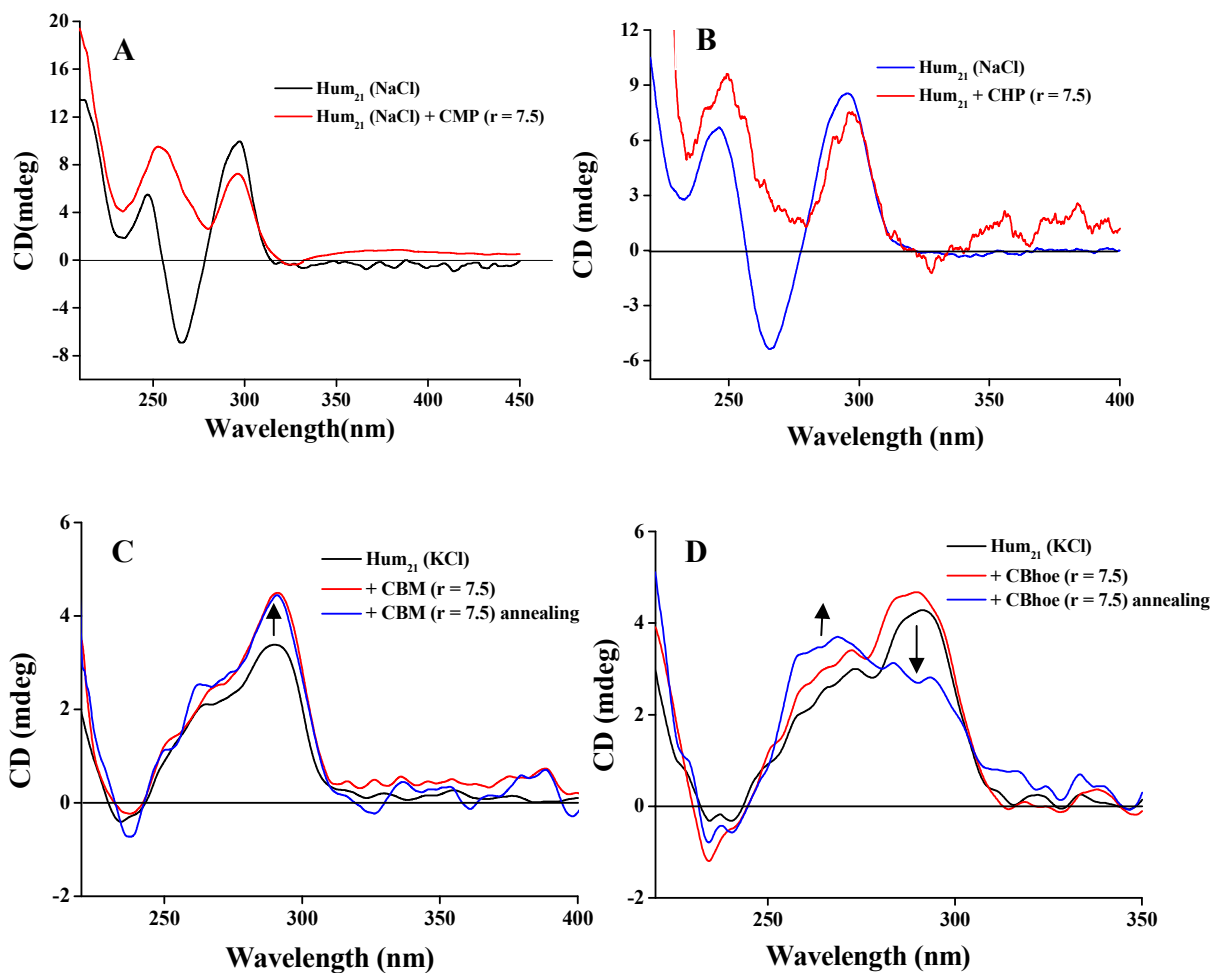 A
Hum21 (NaCl)
Hum21 (NaCl) + CMP (r = 7.5)
CD(mdeg)
20
16
12
8
4
0
-4
-8
250 300 350 400 450
Wavelength(nm)
B
Hum21 (NaCl)
Hum21 + CHP (r = 7.5)
CD (mdeg)
12
9
6
3
0
-3
-6
250 300 350 400
Wavelength (nm)
C
Hum21 (KCl)
+ CBM (r = 7.5)
+ CBM (r = 7.5) annealing
CD (mdeg)
6
4
2
0
-2
250 300 350 400
Wavelength (nm)
D
Hum21 (KCl)
+ CBhoe (r = 7.5)
+ CBhoe (r = 7.5) annealing
CD (mdeg)
6
4
2
0
-2
250 300 350
Wavelength (nm)